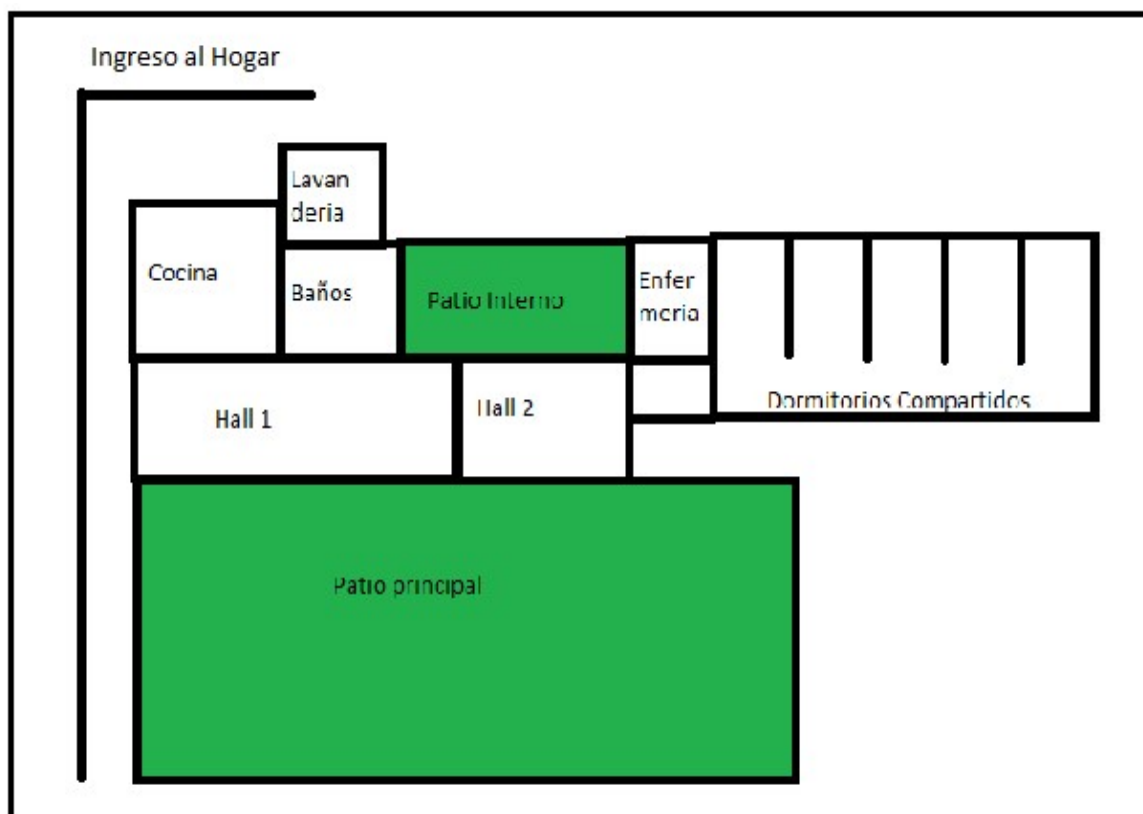 Ingreso al Hogar
Lavan
deria
Cocina
Baños
Patio Interno
Enfer
meria
Hall 1
Hall 2
Dormitorios Compartidos
Patio principal